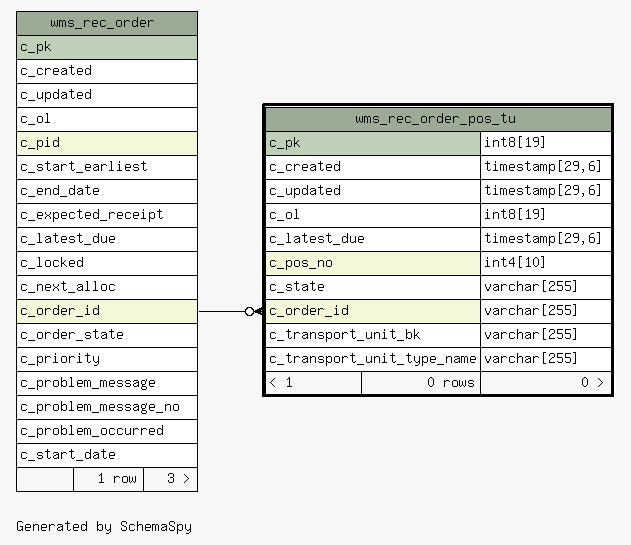 wms_rec_order
c_pk
c_created
c_updated
c_ol
c_pid
c_start_earliest
c_end_date
c_expected_receipt
c_latest_due
c_locked
c_next_alloc
c_order_id
c_order_state
c_priority
c_problem_message
c_problem_message_no
c_problem_occurred
c_start_date
1 row 3 >
wms_rec_order_pos_tu
c_pk int8[19]
c_created timestamp[29,6]
c_updated timestamp[29,6]
c_ol int8[19]
c_latest_due timestamp[29,6]
c_pos_no int4[10]
c_state varchar[255]
c_order_id varchar[255]
c_transport_unit_bk varchar[255]
c_transport_unit_type_name varchar[255]
< 1 0 rows 0 >
Generated by SchemaSpy